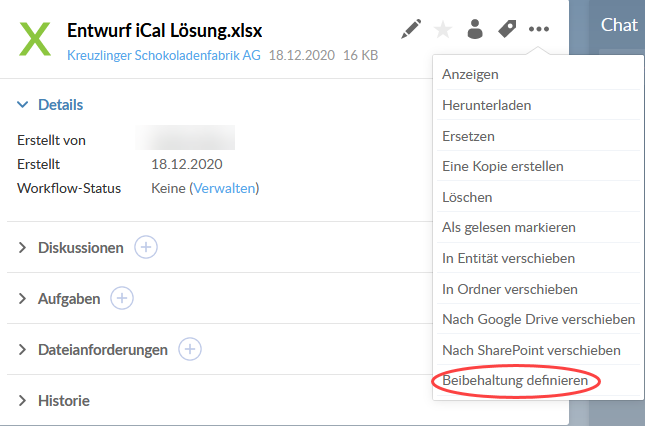 Entwurf iCal Lösung.xlsx
Kreuzlinger Schokoladenfabrik AG 18.12.2020 16 KB
Chat
Details
Erstellt von
Erstellt 18.12.2020
Workflow-Status Keine (Verwalten)
Diskussionen
Aufgaben
Dateianforderungen
Historie
Anzeigen
Herunterladen
Ersetzen
Eine Kopie erstellen
Löschen
Als gelesen markieren
In Entität verschieben
In Ordner verschieben
Nach Google Drive verschieben
Nach SharePoint verschieben
Beibehaltung definieren